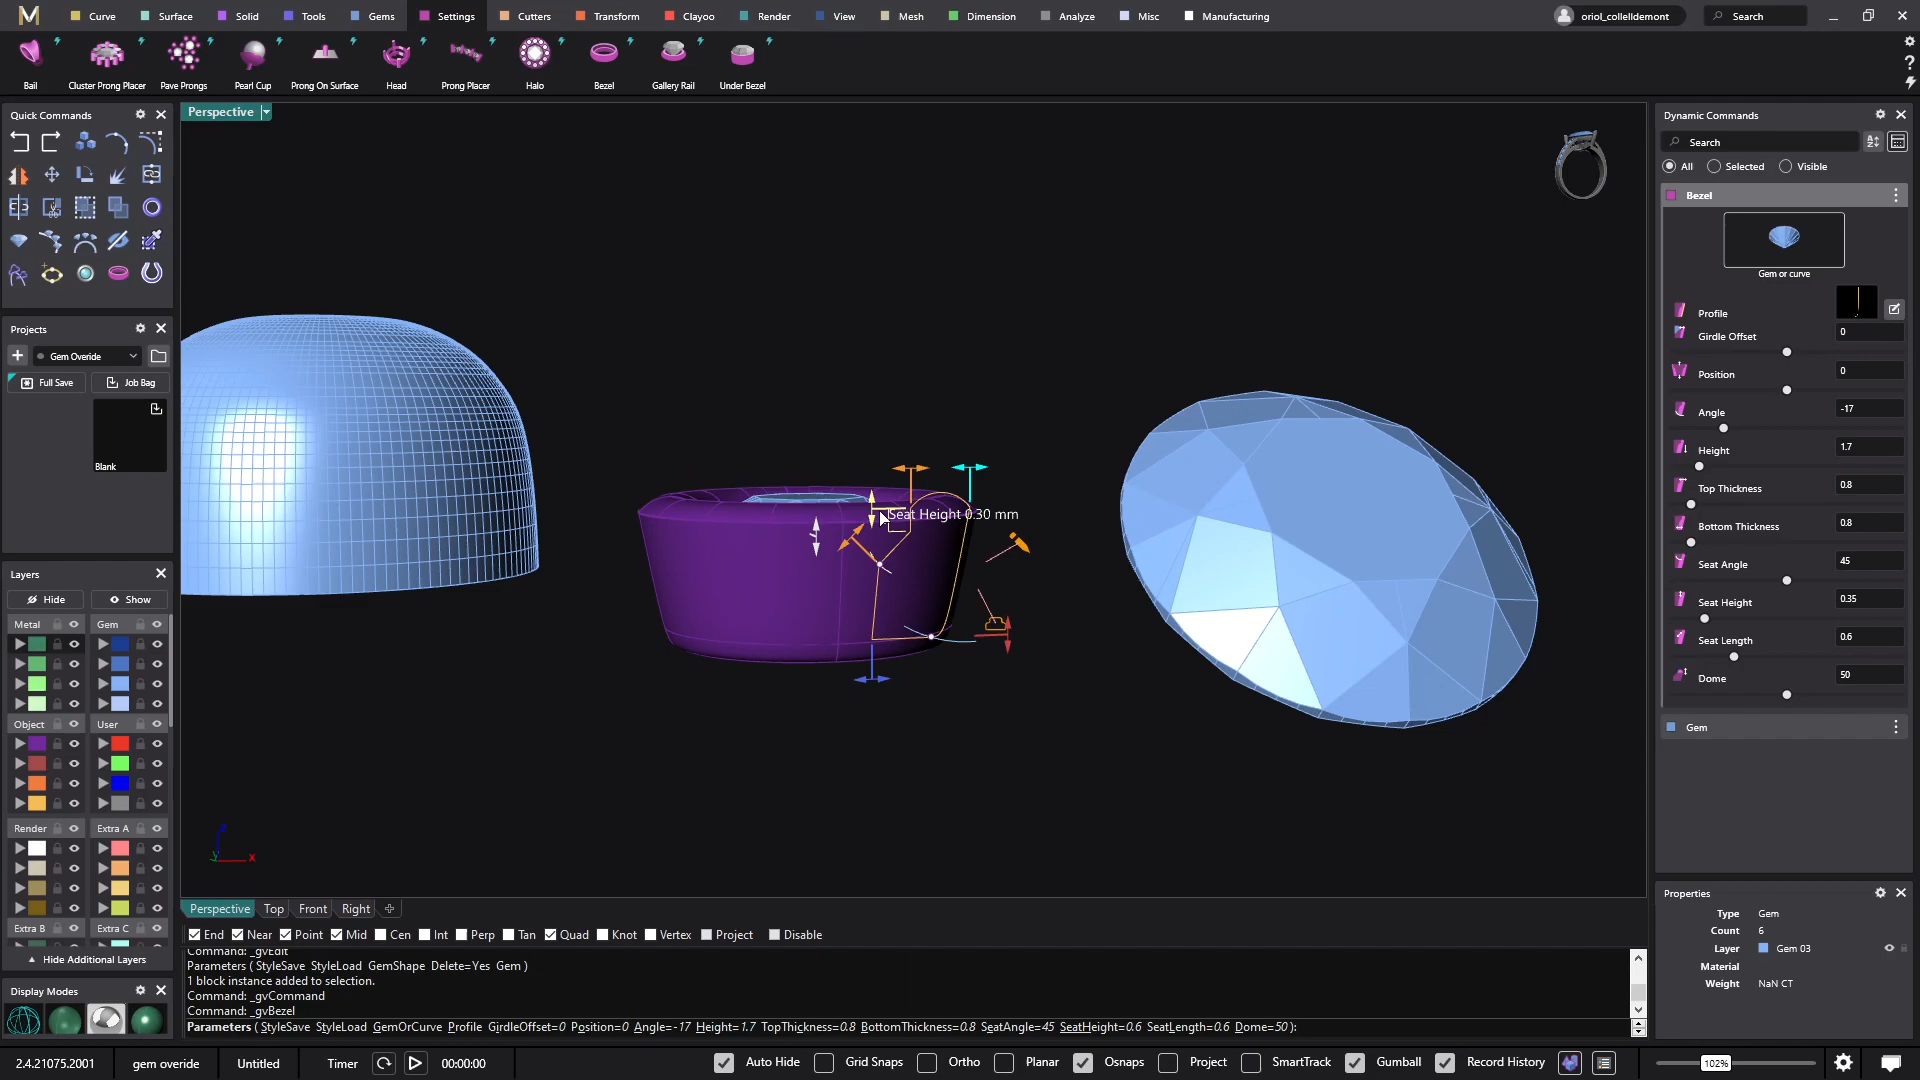 M Curve Surface Solid Tools Gems Settings Cutters Transform Clayoo Render View Mesh Dimension Analyze Misc Manufacturing oriol_collelldemont Search
Bail Cluster Prong Placer Pave Prongs Pearl Cup Prong On Surface Head Prong Placer Halo Bezel Gallery Rail Under Bezel
Quick Commands
Perspective
Dynamic Commands
Search
All Selected Visible
Bezel
Gem or curve
Profile
Girdle Offset 0
Position 0
Angle -17
Height 1.7
Top Thickness 0.8
Bottom Thickness 0.8
Seat Angle 45
Seat Height 0.35
Seat Length 0.6
Dome 50
Gem
Projects
Gem Overide
Full Save Job Bag
Blank
Seat Height 0.30 mm
Layers
Hide Show
Metal Gem
Object User
Render Extra A
Extra B Extra C
Hide Additional Layers
Display Modes
z
y x
Perspective Top Front Right
End Near Point Mid Cen Int Perp Tan Quad Knot Vertex Project Disable
Command: _gvEdit
Parameters ( StyleSave StyleLoad GemShape Delete=Yes Gem )
1 block instance added to selection.
Command: _gvCommand
Command: _gvBezel
Parameters ( StyleSave StyleLoad GemOrCurve Profile GirdleOffset=0 Position=0 Angle=-17 Height=1.7 TopThickness=0.8 BottomThickness=0.8 SeatAngle=45 SeatHeight=0.6 SeatLength=0.6 Dome=50 ):
Properties
Type Gem
Count 6
Layer Gem 03
Material
Weight NaN CT
2.4.21075.2001 gem overide Untitled Timer 00:00:00 Auto Hide Grid Snaps Ortho Planar Osnaps Project SmartTrack Gumball Record History 102%